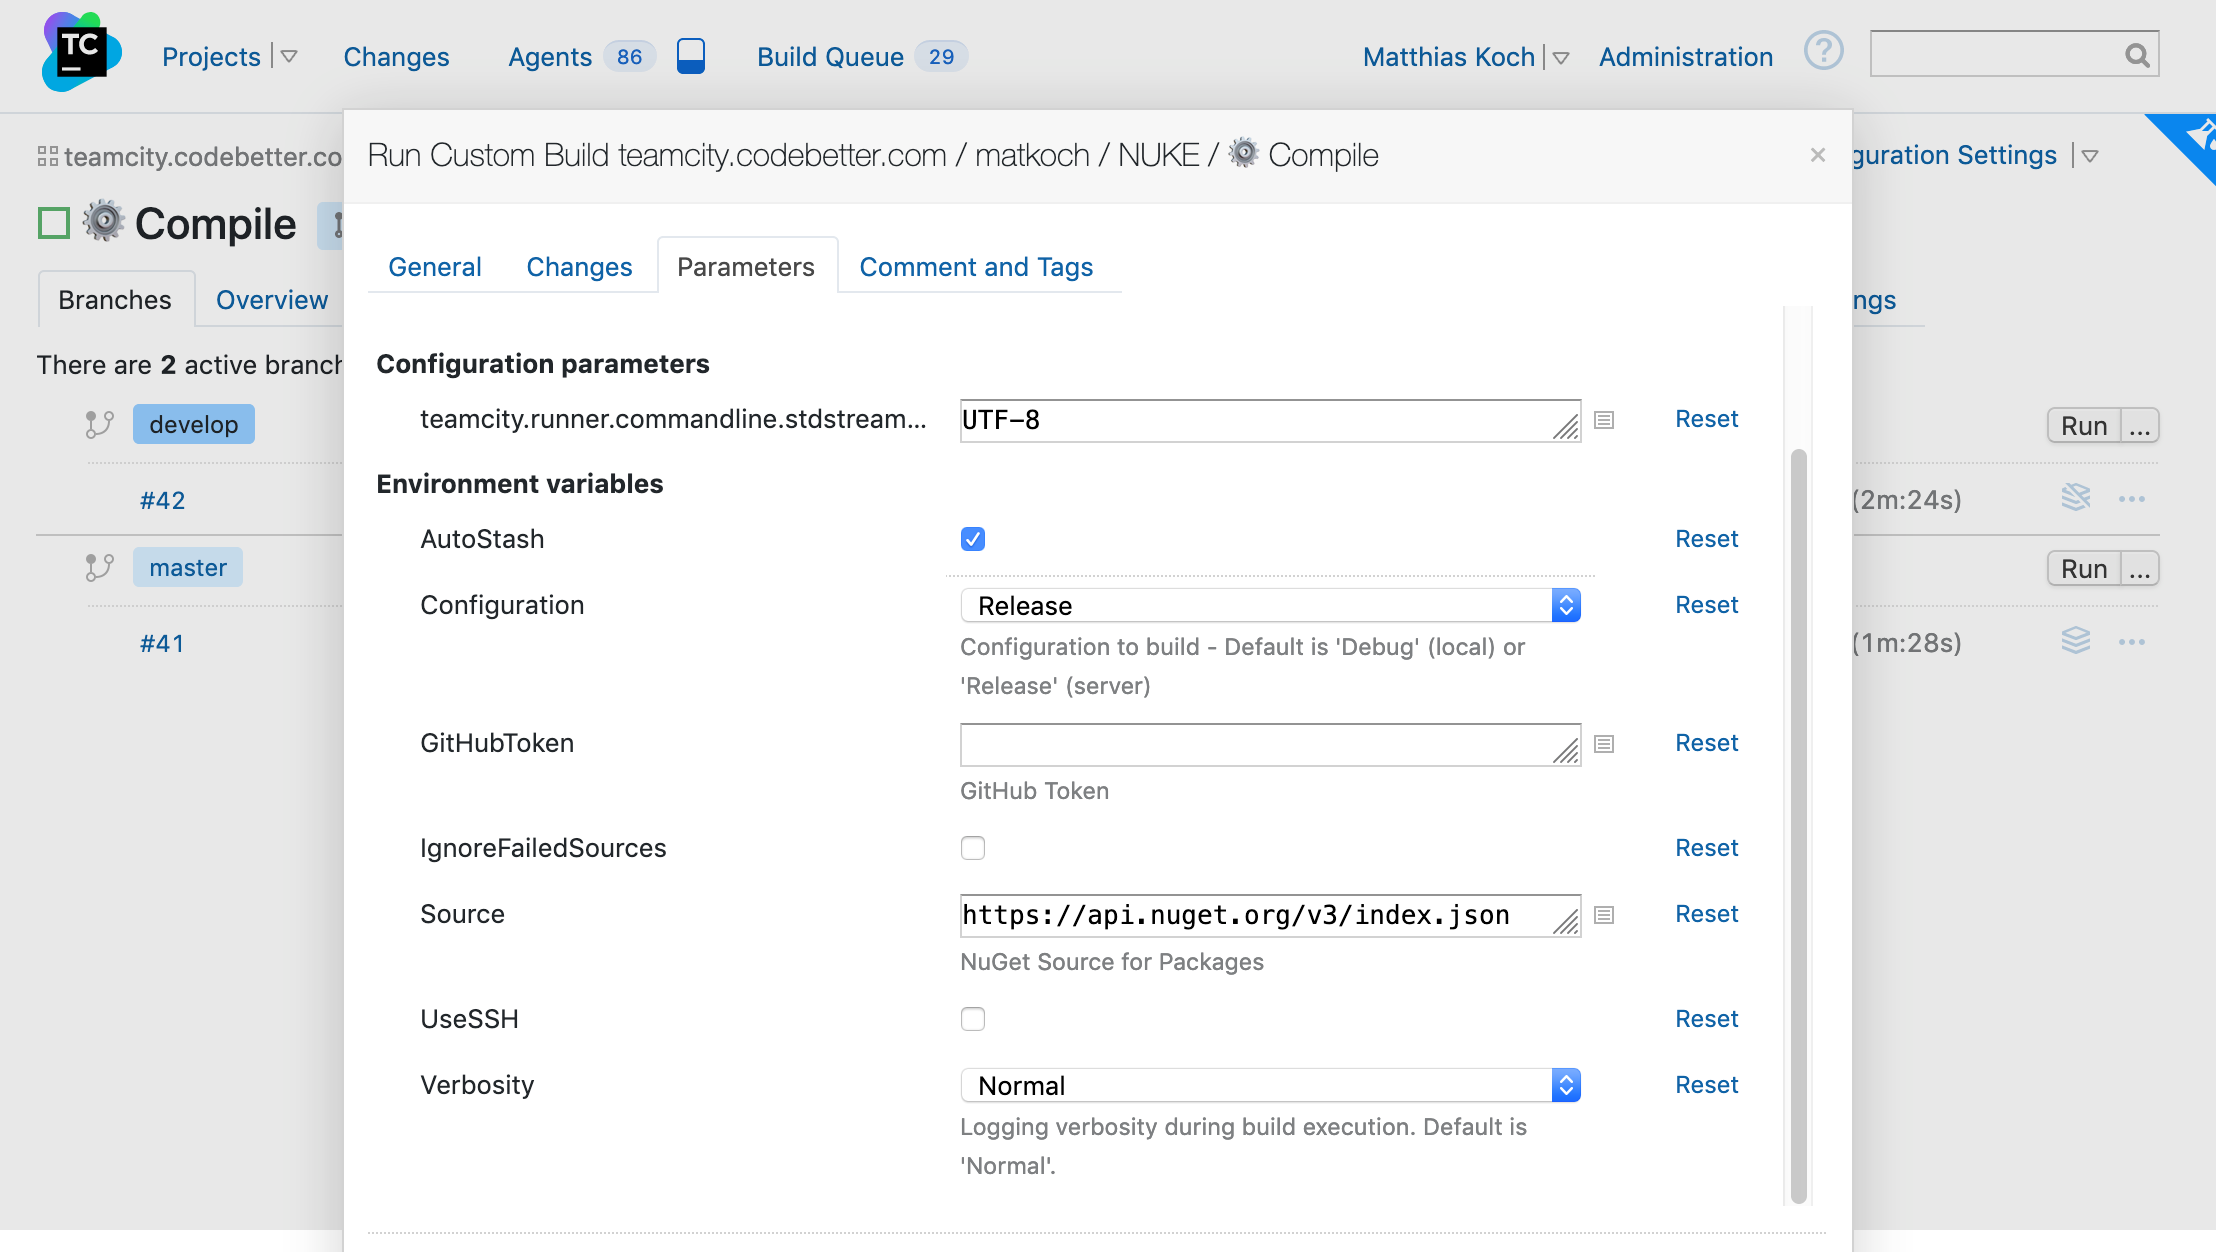 TC
Projects
Changes
Agents 86
Build Queue 29
Matthias Koch
Administration
?
teamcity.codebetter.co
Run Custom Build teamcity.codebetter.com / matkoch / NUKE / Compile
×
guration Settings
Compile
General
Changes
Parameters
Comment and Tags
Branches
Overview
ngs
There are 2 active branch
Configuration parameters
teamcity.runner.commandline.stdstream...
UTF-8
Reset
develop
Run ...
Environment variables
#42
(2m:24s)
AutoStash
Reset
master
Run ...
Configuration
Release
Reset
Configuration to build - Default is 'Debug' (local) or
'Release' (server)
#41
(1m:28s)
GitHubToken
Reset
GitHub Token
IgnoreFailedSources
Reset
Source
https://api.nuget.org/v3/index.json
Reset
NuGet Source for Packages
UseSSH
Reset
Verbosity
Normal
Reset
Logging verbosity during build execution. Default is
'Normal'.